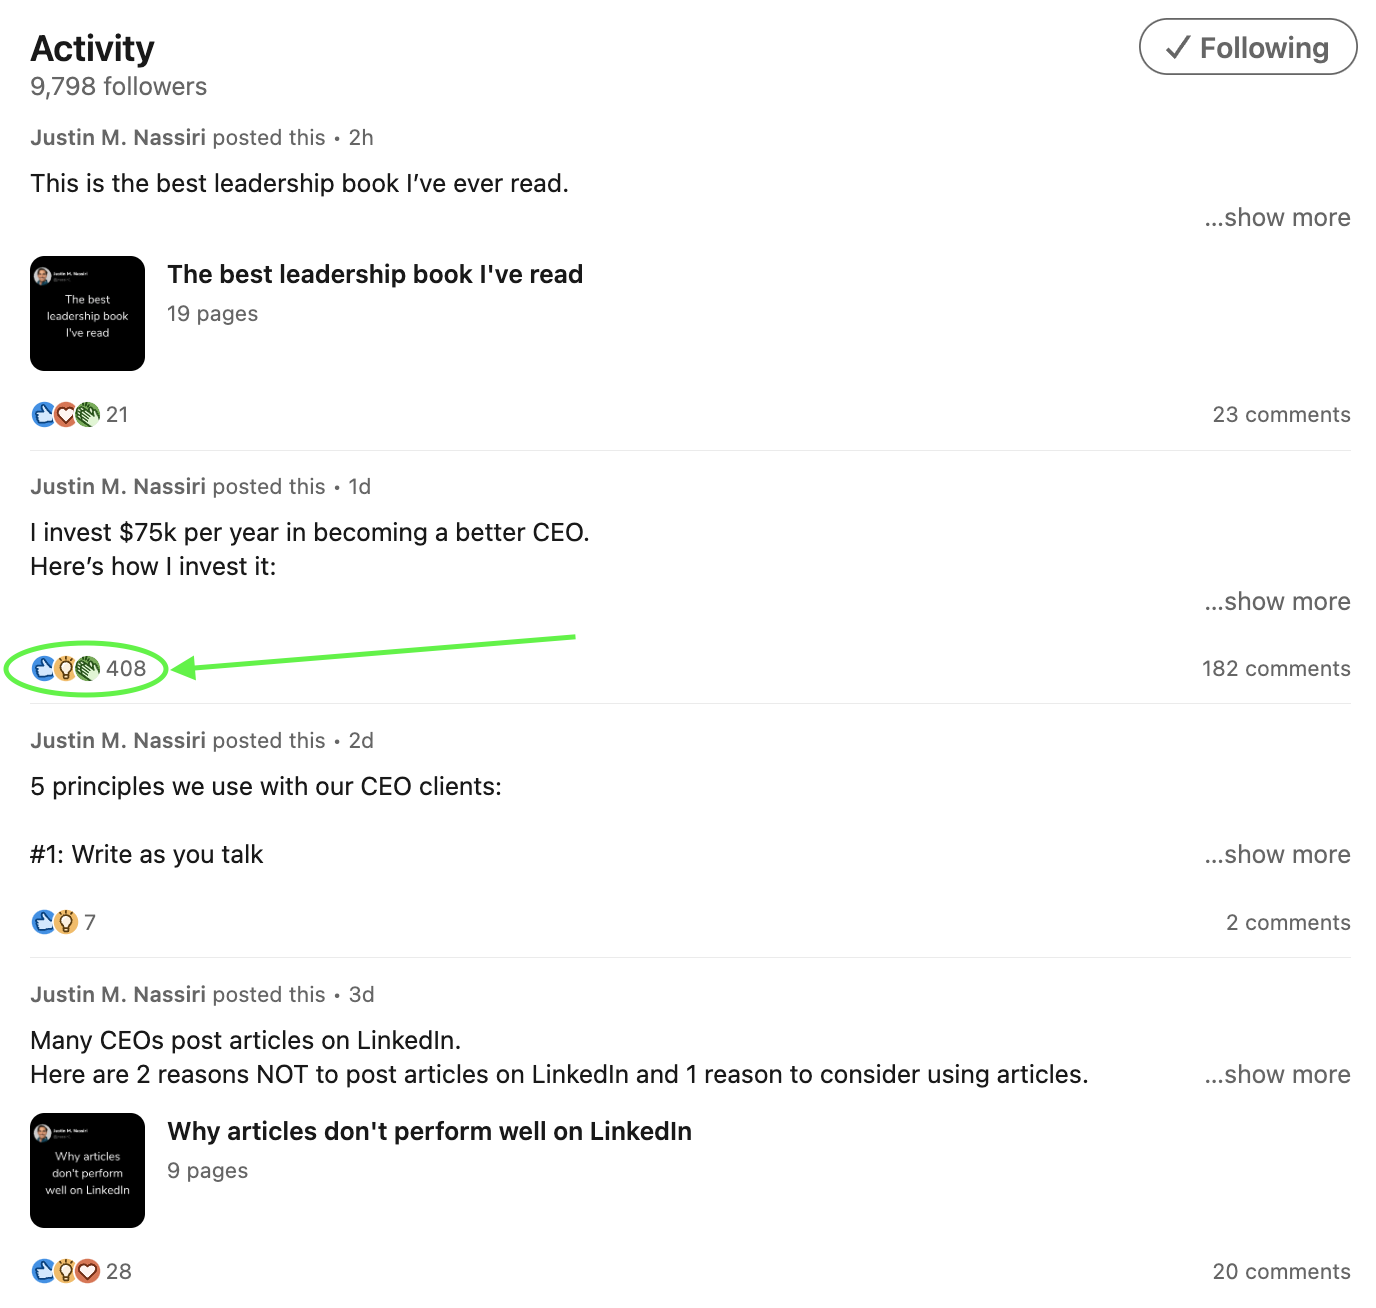 Activity
✓ Following
9,798 followers
Justin M. Nassiri posted this • 2h
This is the best leadership book I’ve ever read.
...show more
Justin M. Nassiri
The best
leadership book
I've read
The best leadership book I've read
19 pages
21
23 comments
Justin M. Nassiri posted this • 1d
I invest $75k per year in becoming a better CEO.
Here’s how I invest it:
...show more
408
182 comments
Justin M. Nassiri posted this • 2d
5 principles we use with our CEO clients:
#1: Write as you talk
...show more
7
2 comments
Justin M. Nassiri posted this • 3d
Many CEOs post articles on LinkedIn.
Here are 2 reasons NOT to post articles on LinkedIn and 1 reason to consider using articles.
...show more
Justin M. Nassiri
Why articles
don't perform
well on LinkedIn
Why articles don't perform well on LinkedIn
9 pages
28
20 comments